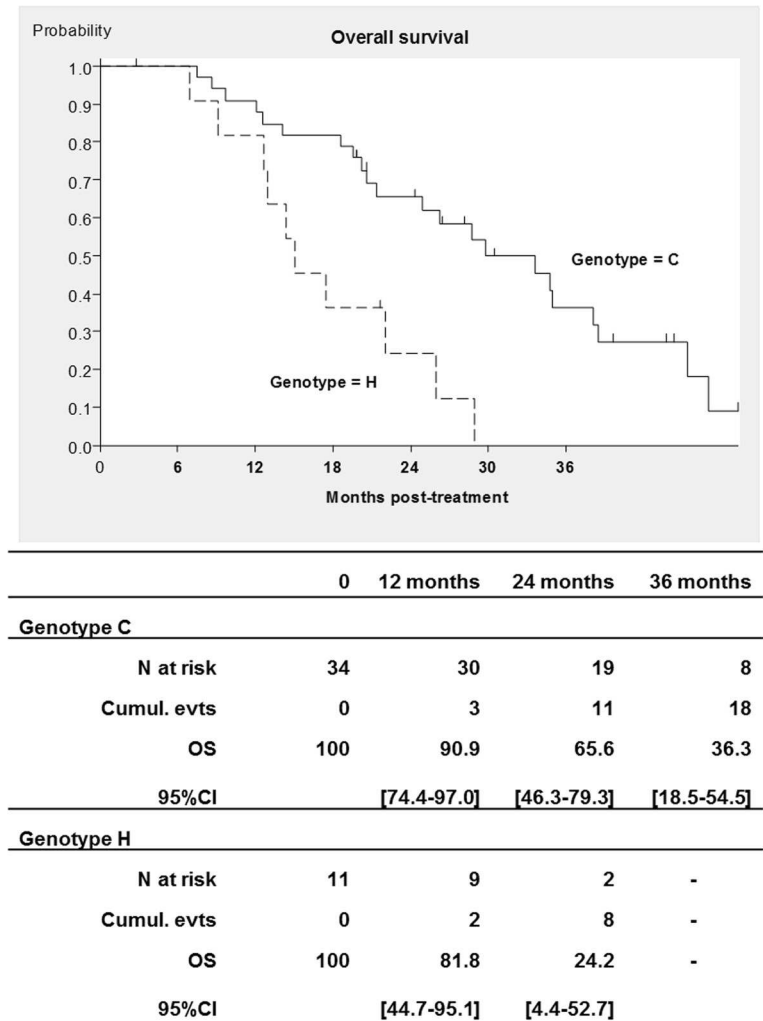 Probability
Overall survival
1.0
0.9
0.8
0.7
0.6
0.5
0.4
0.3
0.2
0.1
0.0
Genotype = C
Genotype = H
0 6 12 18 24 30 36
Months post-treatment
0 12 months 24 months 36 months
Genotype C
N at risk 34 30 19 8
Cumul. evts 0 3 11 18
OS 100 90.9 65.6 36.3
95%CI [74.4-97.0] [46.3-79.3] [18.5-54.5]
Genotype H
N at risk 11 9 2 -
Cumul. evts 0 2 8 -
OS 100 81.8 24.2 -
95%CI [44.7-95.1] [4.4-52.7]